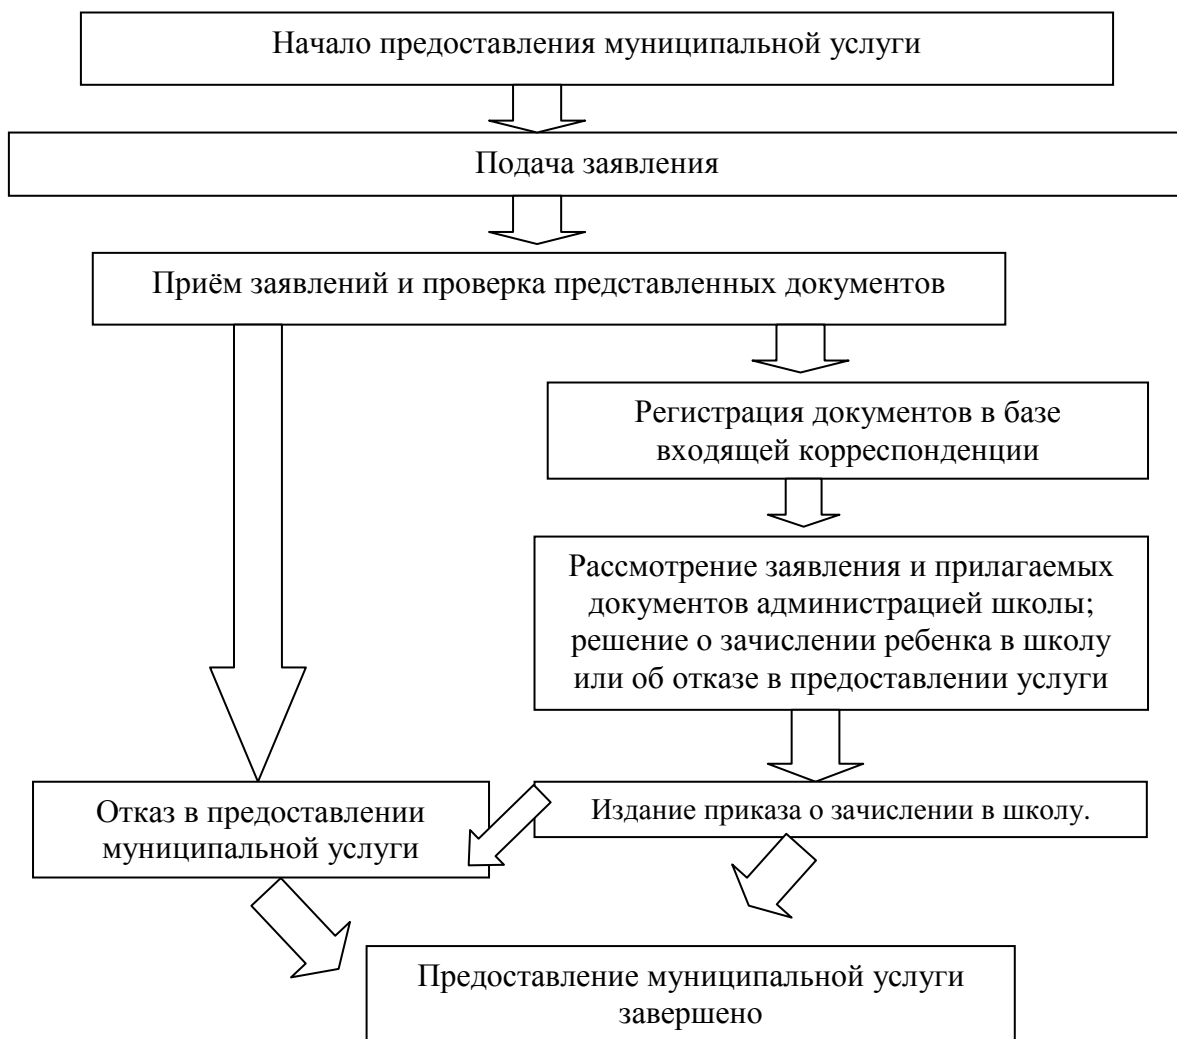 Начало предоставления муниципальной услуги
Подача заявления
Приём заявлений и проверка представленных документов
Регистрация документов в базе
входящей корреспонденции
Рассмотрение заявления и прилагаемых
документов администрацией школы;
решение о зачислении ребенка в школу
или об отказе в предоставлении услуги
Отказ в предоставлении
муниципальной услуги
Издание приказа о зачислении в школу.
Предоставление муниципальной услуги
завершено